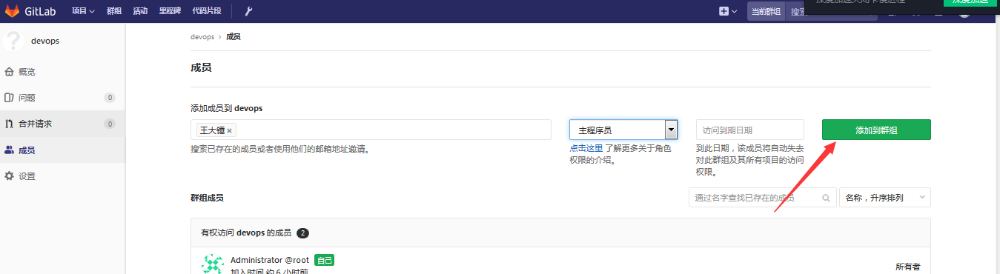 GitLab 项目 群组 活动 里程碑 代码片段 当前群组 搜索
深度加速
devops
概览
问题 0
合并请求 0
成员
设置
devops › 成员
成员
添加成员到 devops
王大锤 × 主程序员 访问到期日期 添加到群组
搜索已存在的成员或者使用他们的邮箱地址邀请。
点击这里 了解更多关于角色
权限的介绍。
到此日期，该成员将自动失去
对此群组及其所有项目的访问
权限。
群组成员 通过名字查找已存在的成员 名称，升序排列
有权访问 devops 的成员 2
Administrator @root 自己
加入时间 约 6 小时前
所有者